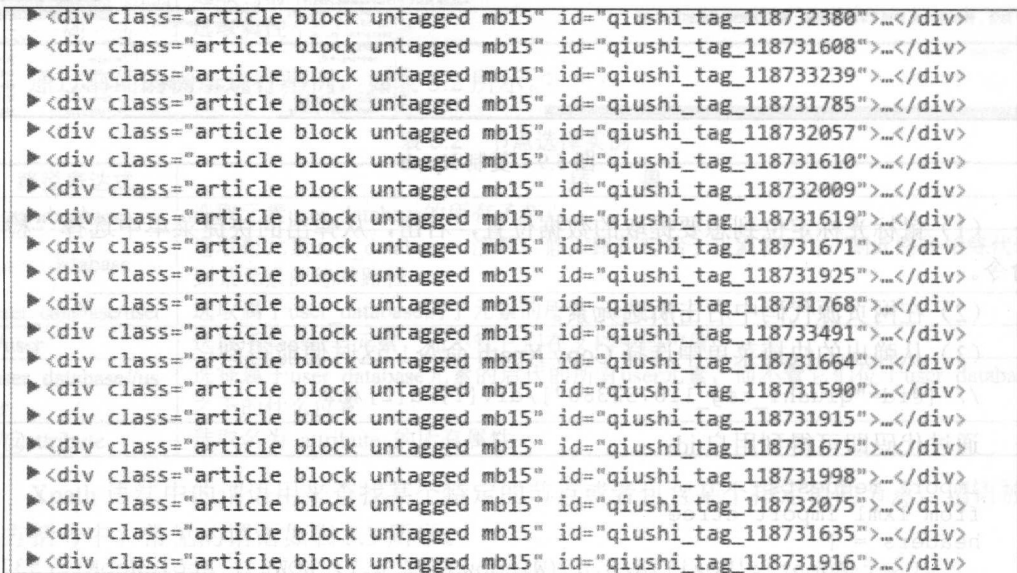 ▶<div class="article block untagged mb15" id="qiushi_tag_118732380">…</div>
▶<div class="article block untagged mb15" id="qiushi_tag_118731608">…</div>
▶<div class="article block untagged mb15" id="qiushi_tag_118733239">…</div>
▶<div class="article block untagged mb15" id="qiushi_tag_118731785">…</div>
▶<div class="article block untagged mb15" id="qiushi_tag_118732057">…</div>
▶<div class="article block untagged mb15" id="qiushi_tag_118731610">…</div>
▶<div class="article block untagged mb15" id="qiushi_tag_118732009">…</div>
▶<div class="article block untagged mb15" id="qiushi_tag_118731619">…</div>
▶<div class="article block untagged mb15" id="qiushi_tag_118731671">…</div>
▶<div class="article block untagged mb15" id="qiushi_tag_118731925">…</div>
▶<div class="article block untagged mb15" id="qiushi_tag_118731768">…</div>
▶<div class="article block untagged mb15" id="qiushi_tag_118733491">…</div>
▶<div class="article block untagged mb15" id="qiushi_tag_118731664">…</div>
▶<div class="article block untagged mb15" id="qiushi_tag_118731590">…</div>
▶<div class="article block untagged mb15" id="qiushi_tag_118731915">…</div>
▶<div class="article block untagged mb15" id="qiushi_tag_118731675">…</div>
▶<div class="article block untagged mb15" id="qiushi_tag_118731998">…</div>
▶<div class="article block untagged mb15" id="qiushi_tag_118732075">…</div>
▶<div class="article block untagged mb15" id="qiushi_tag_118731635">…</div>
▶<div class="article block untagged mb15" id="qiushi_tag_118731916">…</div>